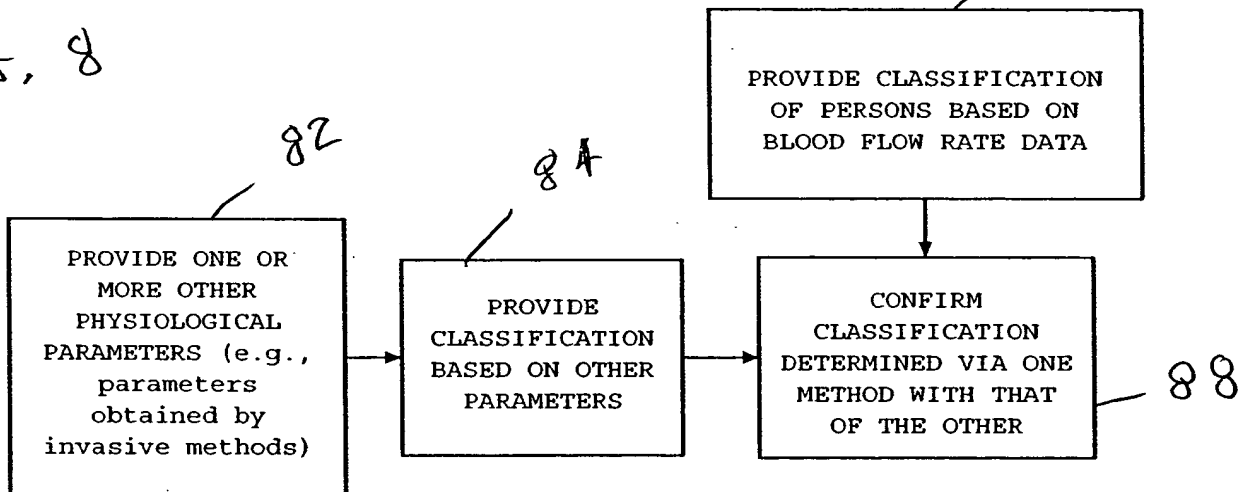 8
PROVIDE CLASSIFICATION
OF PERSONS BASED ON
BLOOD FLOW RATE DATA
82
84
PROVIDE ONE OR
MORE OTHER
PHYSIOLOGICAL
PARAMETERS (e.g.,
parameters
obtained by
invasive methods)
PROVIDE
CLASSIFICATION
BASED ON OTHER
PARAMETERS
CONFIRM
CLASSIFICATION
DETERMINED VIA ONE
METHOD WITH THAT
OF THE OTHER
88